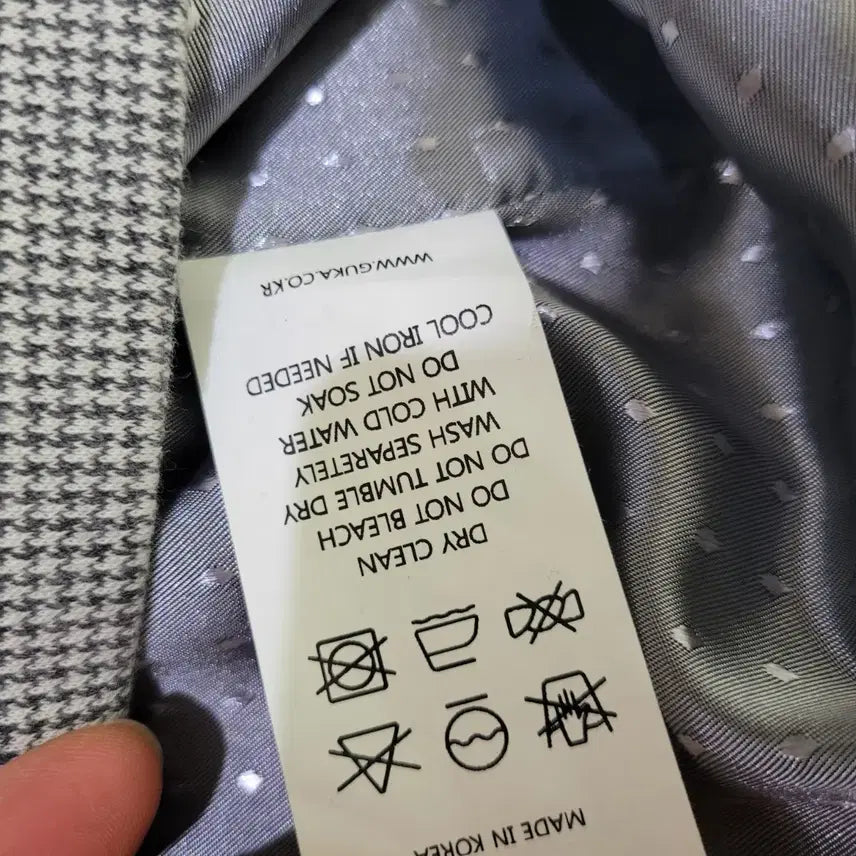 MADE IN KOREA
DRY CLEAN
DO NOT BLEACH
DO NOT TUMBLE DRY
WASH SEPARETELY
WITH COLD WATER
DO NOT SOAK
COOL IRON IF NEEDED
WWW.GUKA.CO.KR